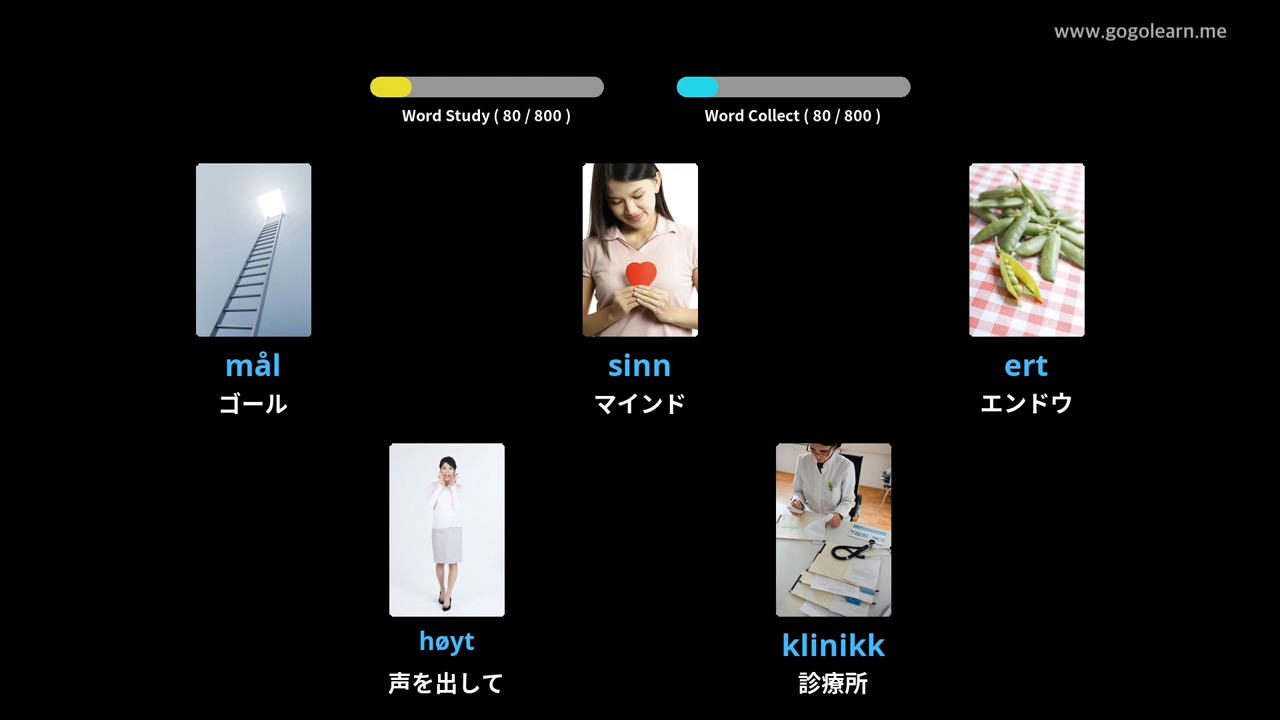 www.gogolearn.me
Word Study ( 80 / 800 )
Word Collect ( 80 / 800 )
mål
ゴール
sinn
マインド
ert
エンドウ
høyt
声を出して
klinikk
診療所